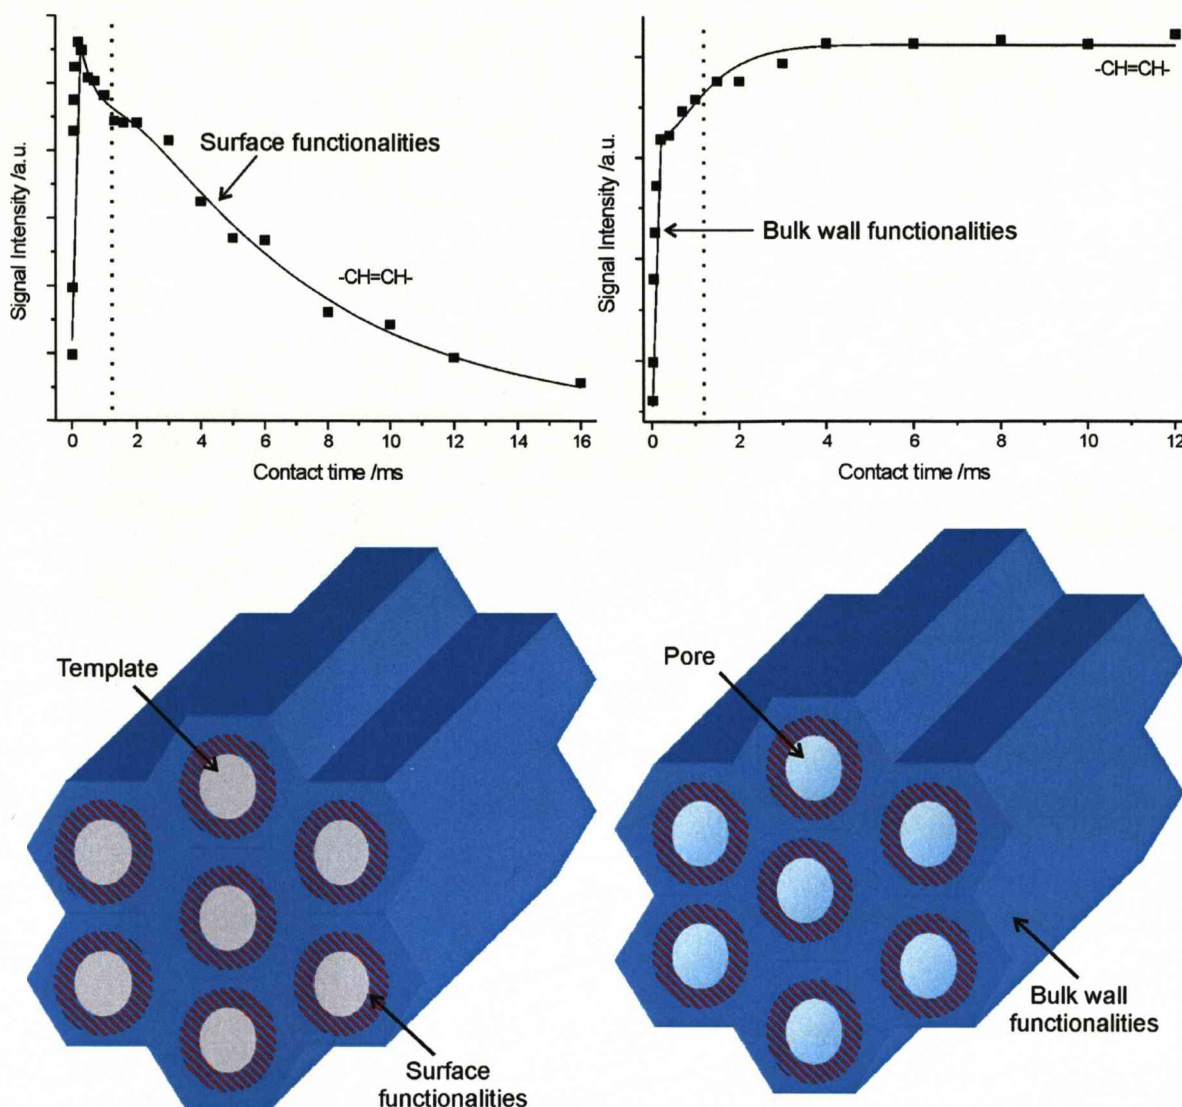 Signal Intensity /a.u.
Surface functionalities
-CH=CH-
0 2 4 6 8 10 12 14 16
Contact time /ms
Signal Intensity /a.u.
-CH=CH-
Bulk wall functionalities
0 2 4 6 8 10 12
Contact time /ms
Template
Surface
functionalities
Pore
Bulk wall
functionalities